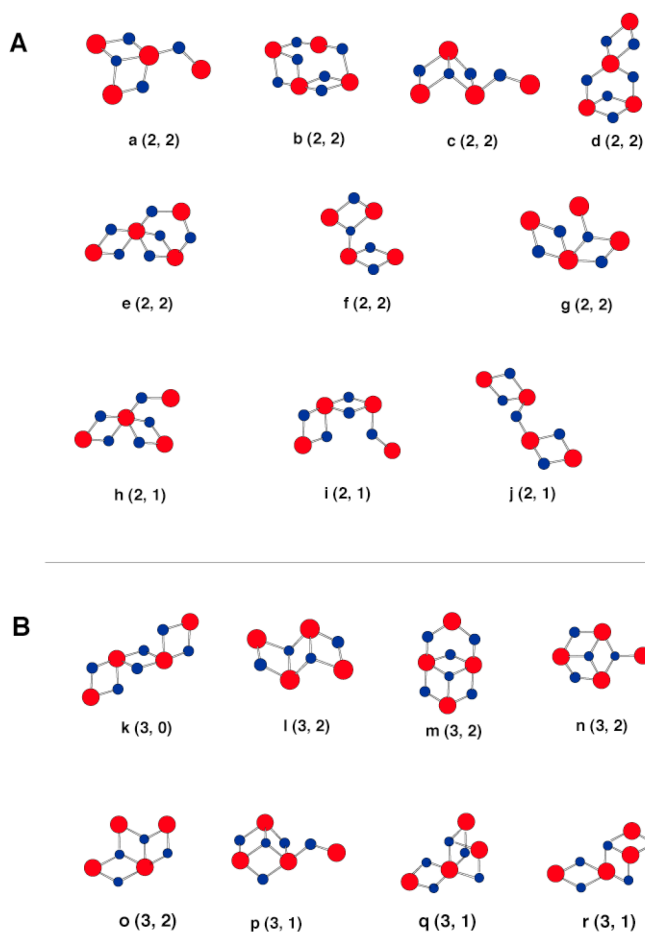 A
a (2, 2)
b (2, 2)
c (2, 2)
d (2, 2)
e (2, 2)
f (2, 2)
g (2, 2)
h (2, 1)
i (2, 1)
j (2, 1)
B
k (3, 0)
l (3, 2)
m (3, 2)
n (3, 2)
o (3, 2)
p (3, 1)
q (3, 1)
r (3, 1)